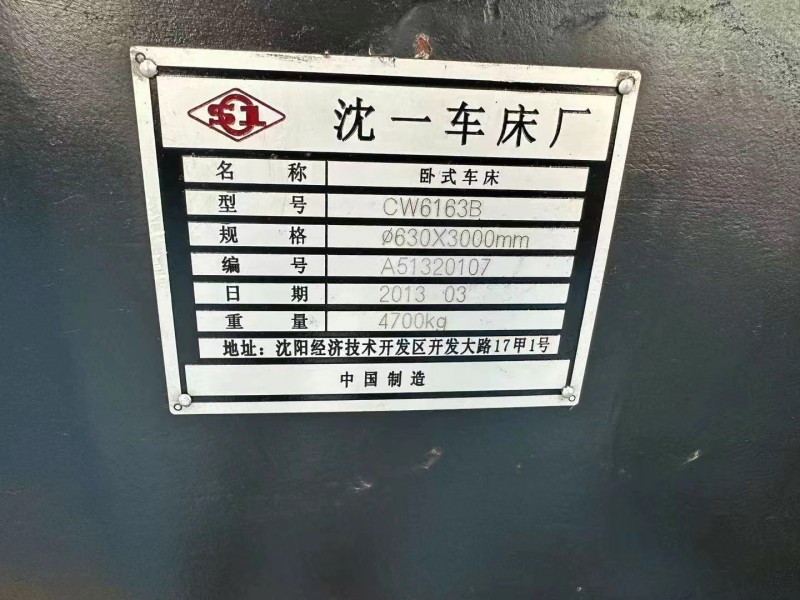 S1L 沈一车床厂
名 称 卧式车床
型 号 CW6163B
规 格 Ø630X3000mm
编 号 A51320107
日 期 2013 03
重 量 4700kg
地址：沈阳经济技术开发区开发大路17甲1号
中国制造